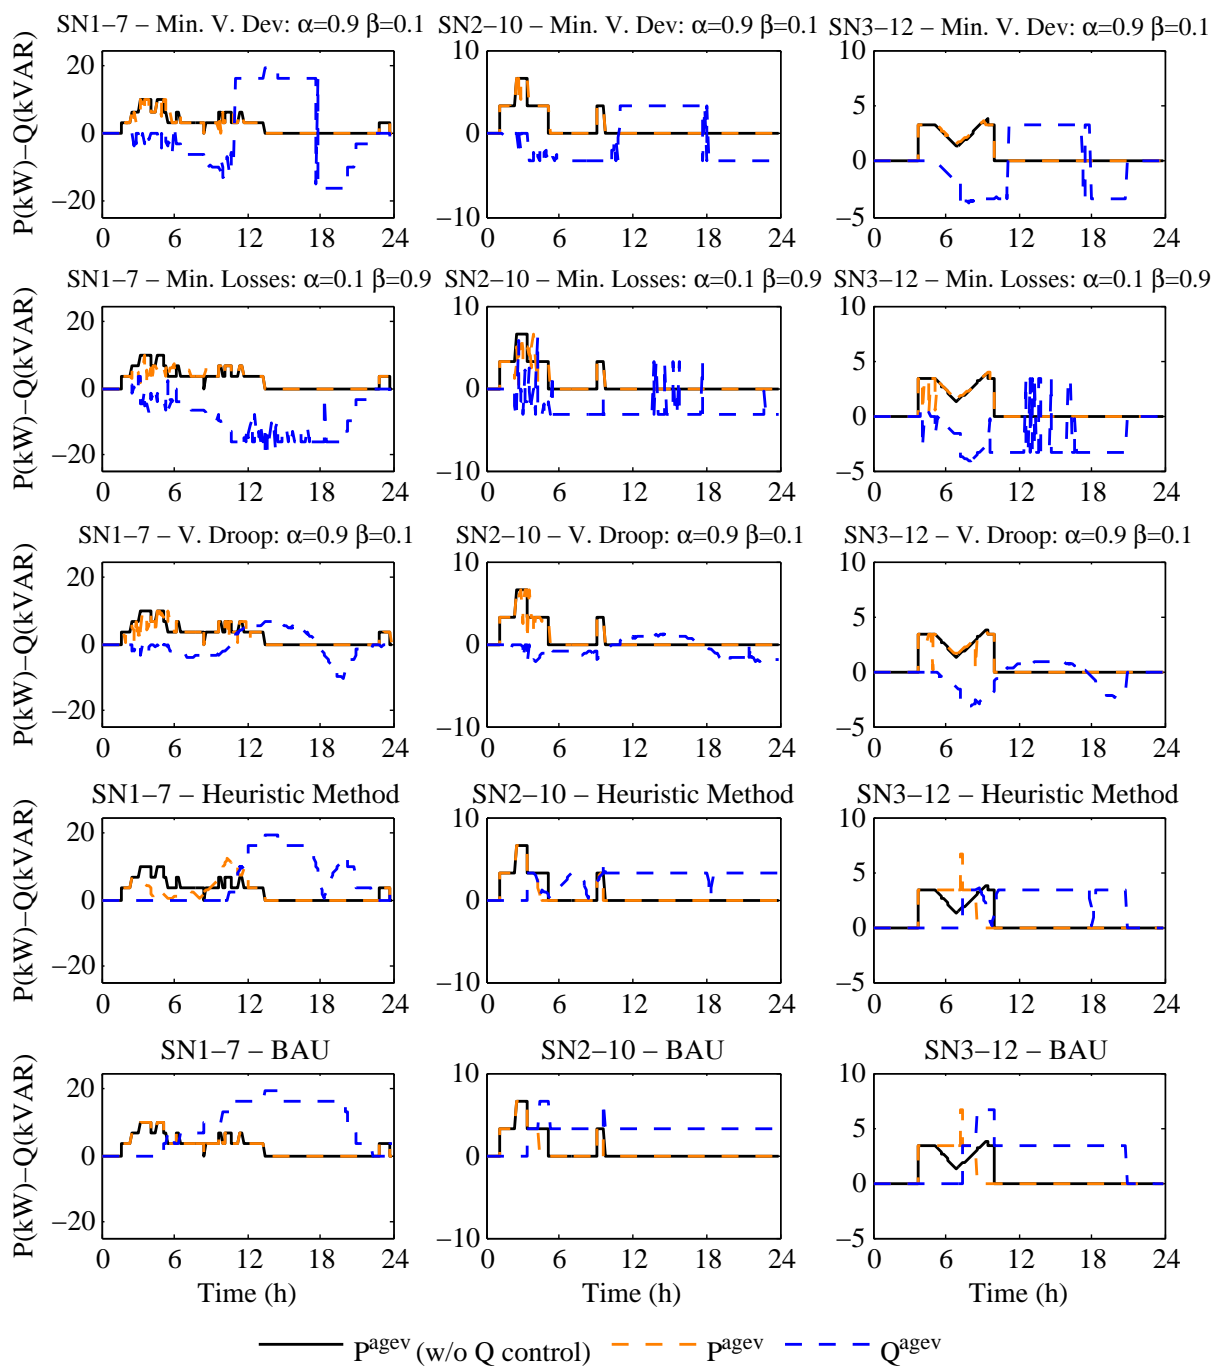 SN1–7 – Min. V. Dev: α=0.9 β=0.1
SN2–10 – Min. V. Dev: α=0.9 β=0.1
SN3–12 – Min. V. Dev: α=0.9 β=0.1
P(kW)–Q(kVAR)
20
0
–20
0 6 12 18 24
10
0
–10
0 6 12 18 24
10
5
0
–5
0 6 12 18 24
SN1–7 – Min. Losses: α=0.1 β=0.9
SN2–10 – Min. Losses: α=0.1 β=0.9
SN3–12 – Min. Losses: α=0.1 β=0.9
P(kW)–Q(kVAR)
20
0
–20
0 6 12 18 24
10
0
–10
0 6 12 18 24
10
5
0
–5
0 6 12 18 24
SN1–7 – V. Droop: α=0.9 β=0.1
SN2–10 – V. Droop: α=0.9 β=0.1
SN3–12 – V. Droop: α=0.9 β=0.1
P(kW)–Q(kVAR)
20
0
–20
0 6 12 18 24
10
0
–10
0 6 12 18 24
10
5
0
–5
0 6 12 18 24
SN1–7 – Heuristic Method
SN2–10 – Heuristic Method
SN3–12 – Heuristic Method
P(kW)–Q(kVAR)
20
0
–20
0 6 12 18 24
10
0
–10
0 6 12 18 24
10
5
0
–5
0 6 12 18 24
SN1–7 – BAU
SN2–10 – BAU
SN3–12 – BAU
P(kW)–Q(kVAR)
20
0
–20
0 6 12 18 24
Time (h)
10
0
–10
0 6 12 18 24
Time (h)
10
5
0
–5
0 6 12 18 24
Time (h)
P^agev (w/o Q control) P^agev Q^agev